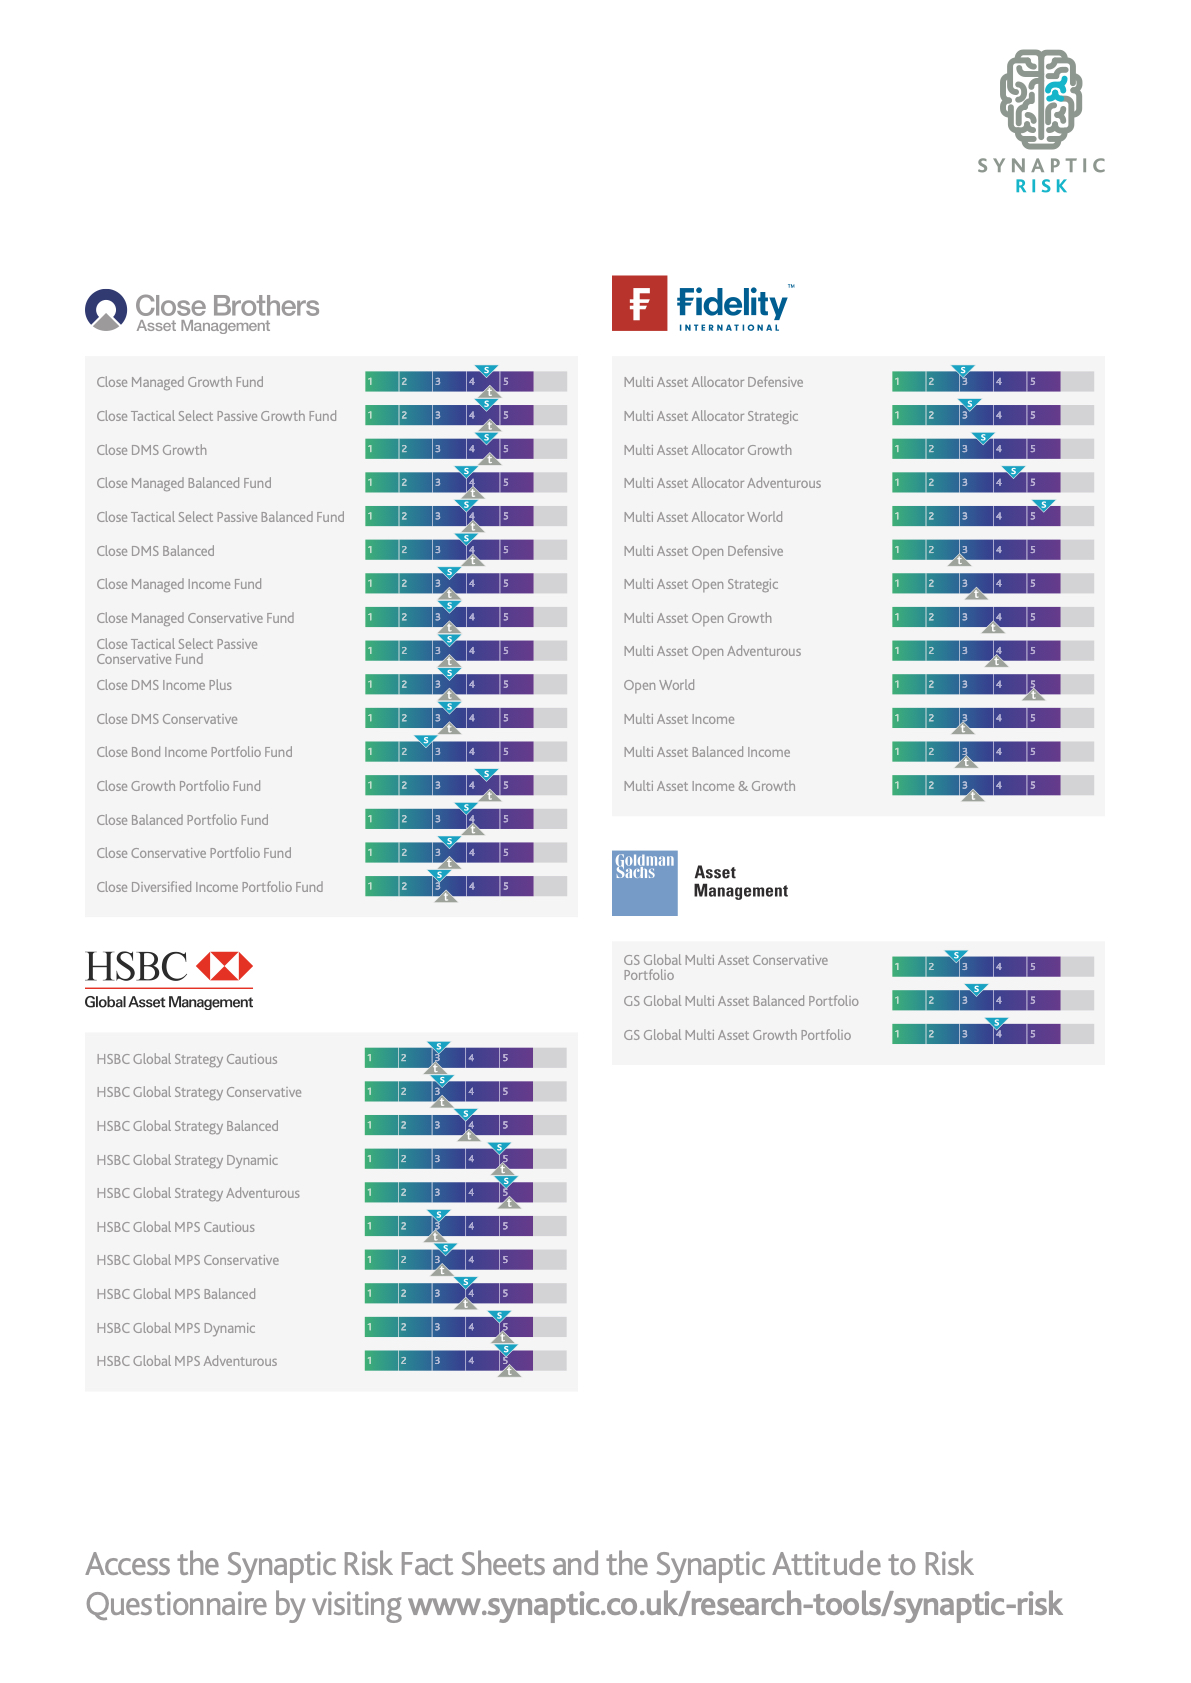 SYNAPTIC
RISK
Close Brothers
Asset Management
Close Managed Growth Fund 1 2 3 4 5 s t
Close Tactical Select Passive Growth Fund 1 2 3 4 5 s t
Close DMS Growth 1 2 3 4 5 s t
Close Managed Balanced Fund 1 2 3 4 5 s t
Close Tactical Select Passive Balanced Fund 1 2 3 4 5 s t
Close DMS Balanced 1 2 3 4 5 s t
Close Managed Income Fund 1 2 3 4 5 s t
Close Managed Conservative Fund 1 2 3 4 5 s t
Close Tactical Select Passive
Conservative Fund 1 2 3 4 5 s t
Close DMS Income Plus 1 2 3 4 5 s t
Close DMS Conservative 1 2 3 4 5 s t
Close Bond Income Portfolio Fund 1 2 3 4 5 s
Close Growth Portfolio Fund 1 2 3 4 5 s t
Close Balanced Portfolio Fund 1 2 3 4 5 s t
Close Conservative Portfolio Fund 1 2 3 4 5 s t
Close Diversified Income Portfolio Fund 1 2 3 4 5 s t
HSBC
Global Asset Management
HSBC Global Strategy Cautious 1 2 3 4 5 s t
HSBC Global Strategy Conservative 1 2 3 4 5 s t
HSBC Global Strategy Balanced 1 2 3 4 5 s t
HSBC Global Strategy Dynamic 1 2 3 4 5 s t
HSBC Global Strategy Adventurous 1 2 3 4 5 s t
HSBC Global MPS Cautious 1 2 3 4 5 s t
HSBC Global MPS Conservative 1 2 3 4 5 s t
HSBC Global MPS Balanced 1 2 3 4 5 s t
HSBC Global MPS Dynamic 1 2 3 4 5 s t
HSBC Global MPS Adventurous 1 2 3 4 5 s t
F Fidelity ™
INTERNATIONAL
Multi Asset Allocator Defensive 1 2 3 4 5 s
Multi Asset Allocator Strategic 1 2 3 4 5 s
Multi Asset Allocator Growth 1 2 3 4 5 s
Multi Asset Allocator Adventurous 1 2 3 4 5 s
Multi Asset Allocator World 1 2 3 4 5 s
Multi Asset Open Defensive 1 2 3 4 5 t
Multi Asset Open Strategic 1 2 3 4 5 t
Multi Asset Open Growth 1 2 3 4 5 t
Multi Asset Open Adventurous 1 2 3 4 5 t
Open World 1 2 3 4 5 t
Multi Asset Income 1 2 3 4 5 t
Multi Asset Balanced Income 1 2 3 4 5 t
Multi Asset Income & Growth 1 2 3 4 5 t
Goldman
Sachs
Asset
Management
GS Global Multi Asset Conservative
Portfolio 1 2 3 4 5 s
GS Global Multi Asset Balanced Portfolio 1 2 3 4 5 s
GS Global Multi Asset Growth Portfolio 1 2 3 4 5 s
Access the Synaptic Risk Fact Sheets and the Synaptic Attitude to Risk
Questionnaire by visiting www.synaptic.co.uk/research-tools/synaptic-risk